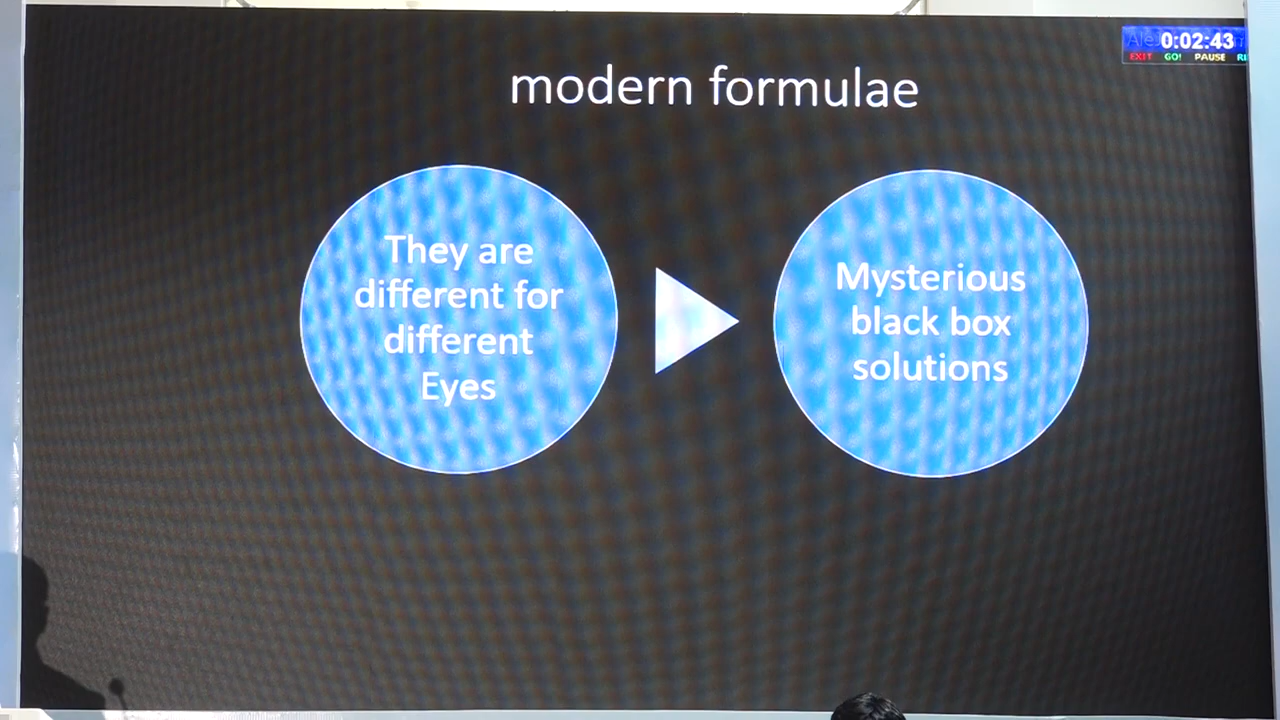 0:02:43
EXIT GO! PAUSE
modern formulae
They are
different for
different
Eyes
Mysterious
black box
solutions